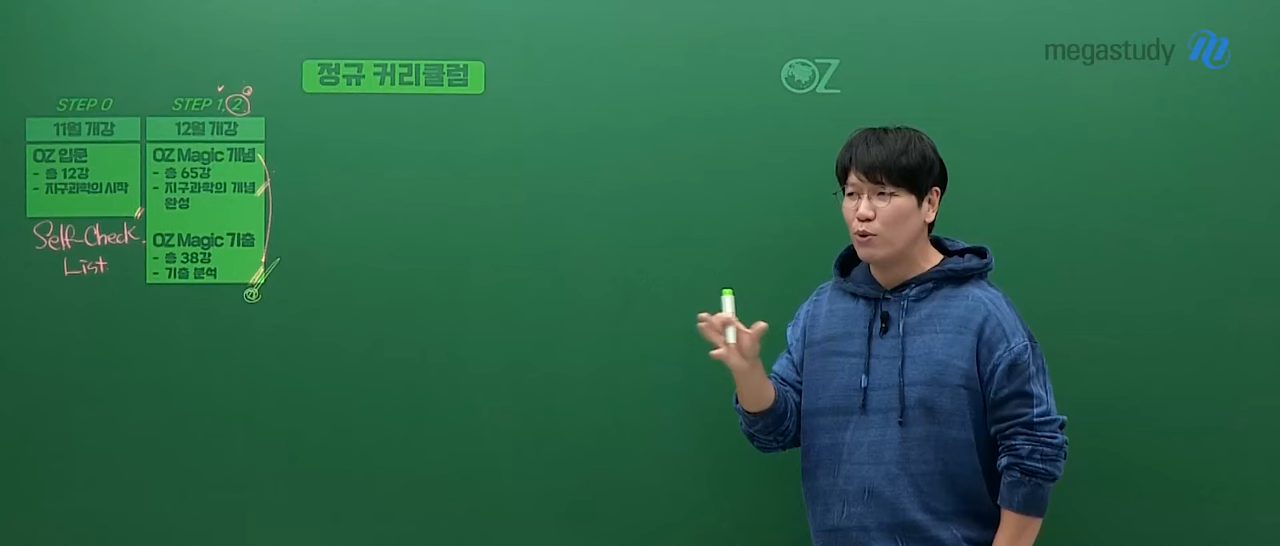 megastudy
정규 커리큘럼
OZ
STEP 0
11월 개강
OZ 입문
- 총 12강
- 지구과학의 시작
Self-Check
List
STEP 1, 2
12월 개강
OZ Magic 개념
- 총 65강
- 지구과학의 개념
완성
OZ Magic 기출
- 총 38강
- 기출 분석